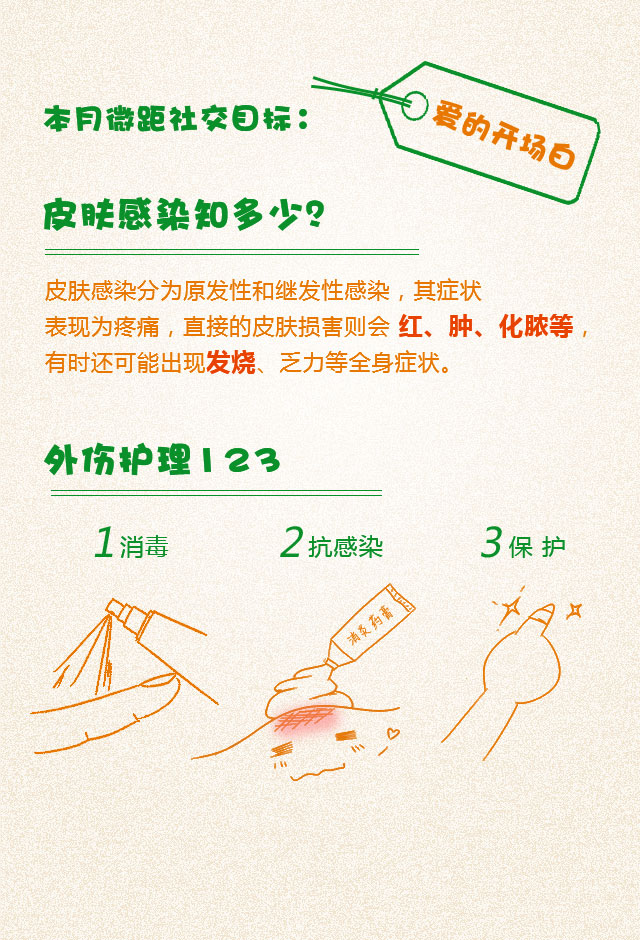 本月微距社交目标：
爱的开场白
皮肤感染知多少？
皮肤感染分为原发性和继发性感染，其症状
表现为疼痛，直接的皮肤损害则会 红、肿、化脓等，
有时还可能出现发烧、乏力等全身症状。
外伤护理123
1 消毒
2 抗感染
3 保 护
消炎药膏